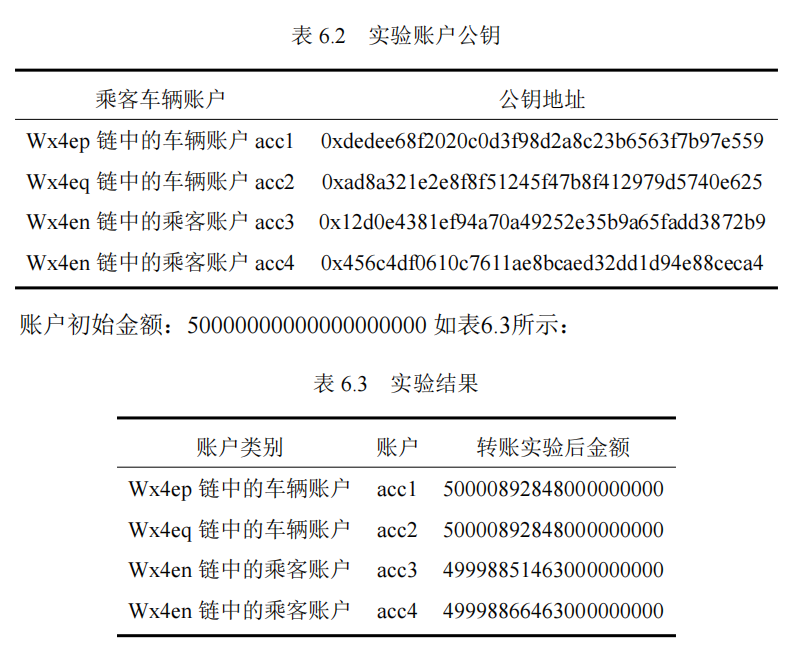 表 6.2 实验账户公钥
乘客车辆账户 公钥地址
Wx4ep 链中的车辆账户 acc1 0xdedee68f2020c0d3f98d2a8c23b6563f7b97e559
Wx4eq 链中的车辆账户 acc2 0xad8a321e2e8f8f51245f47b8f412979d5740e625
Wx4en 链中的乘客账户 acc3 0x12d0e4381ef94a70a49252e35b9a65fadd3872b9
Wx4en 链中的乘客账户 acc4 0x456c4df0610c7611ae8bcaed32dd1d94e88ceca4
账户初始金额：50000000000000000000 如表6.3所示：
表 6.3 实验结果
账户类别 账户 转账实验后金额
Wx4ep 链中的车辆账户 acc1 50000892848000000000
Wx4eq 链中的车辆账户 acc2 50000892848000000000
Wx4en 链中的乘客账户 acc3 49998851463000000000
Wx4en 链中的乘客账户 acc4 49998866463000000000